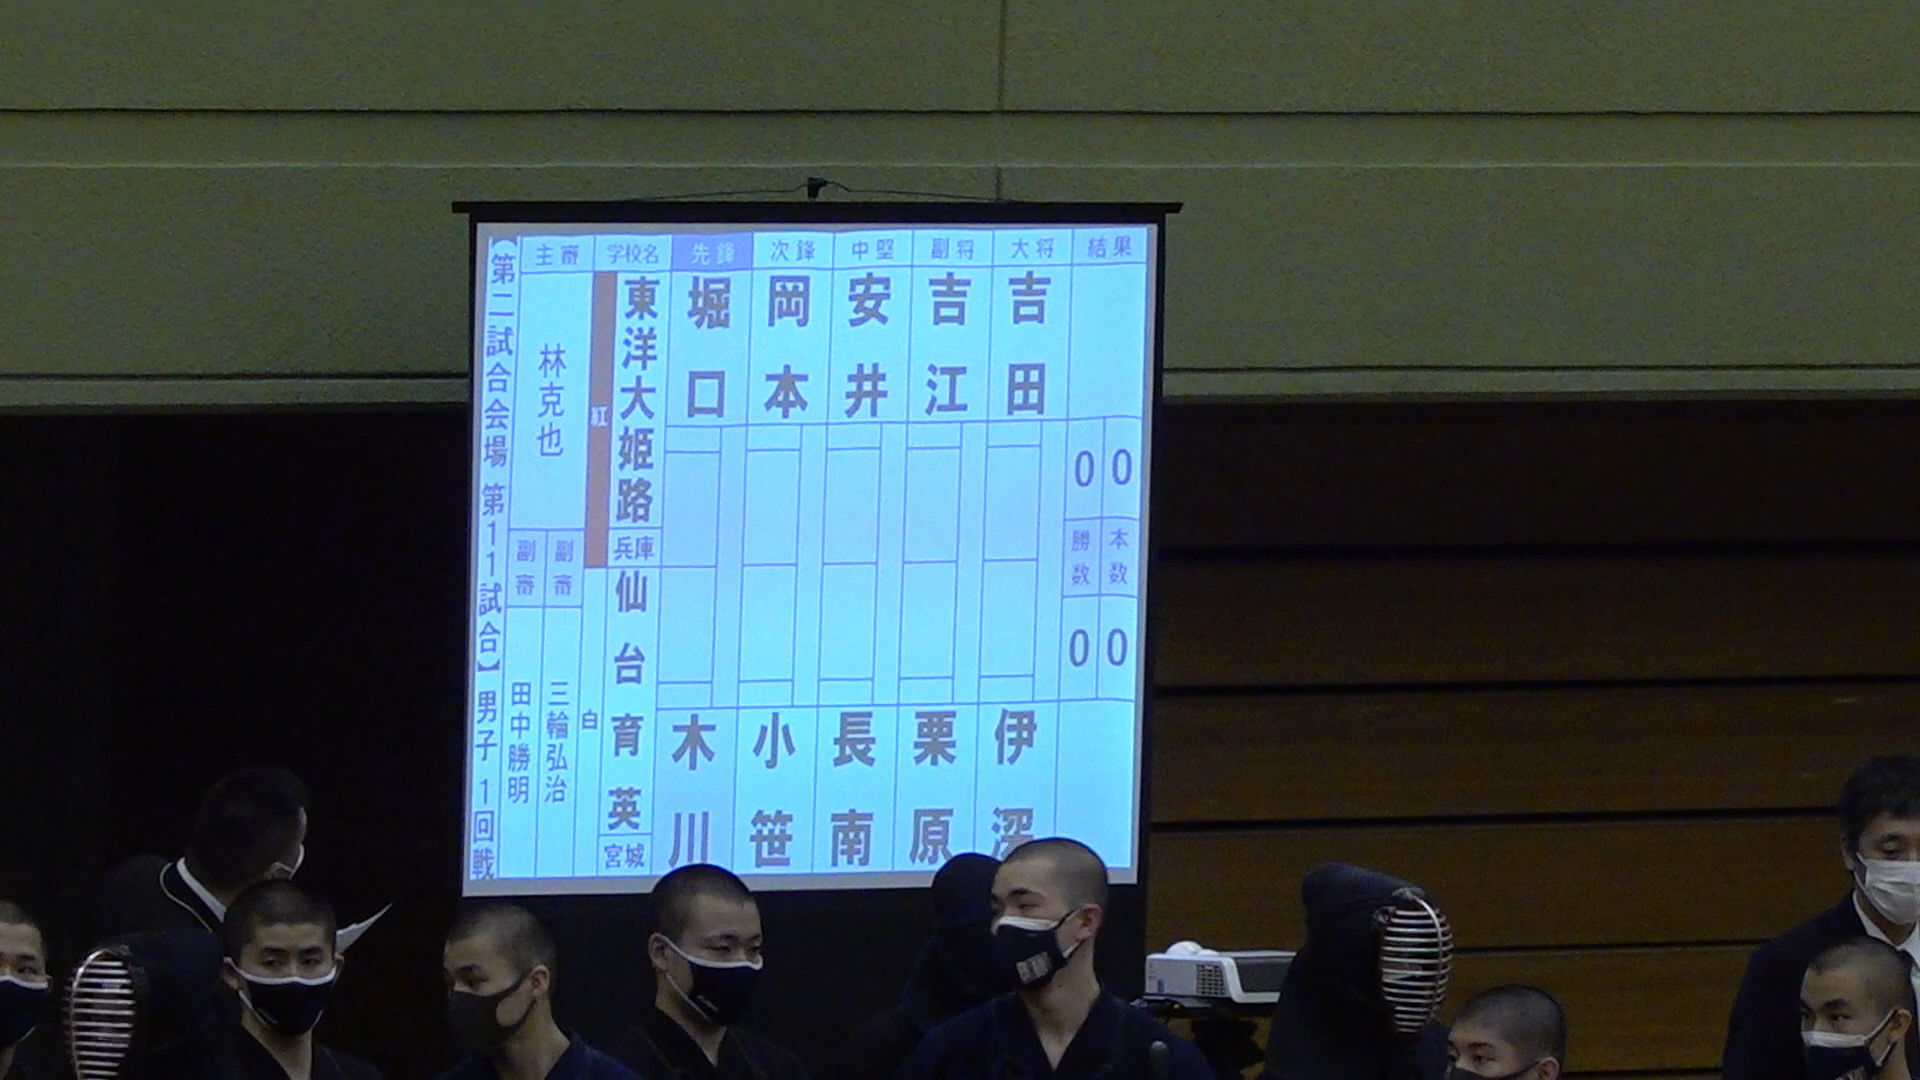 【第二試合会場 第11試合】 男子 1回戦
主審
林克也
副審
副審
田中勝明
三輪弘治
学校名
先鋒
次鋒
中堅
副将
大将
結果
紅
東洋大姫路
兵庫
堀口
岡本
安井
吉江
吉田
0 0
勝数
本数
0 0
白
仙台育英
宮城
木川
小笹
長南
栗原
伊深